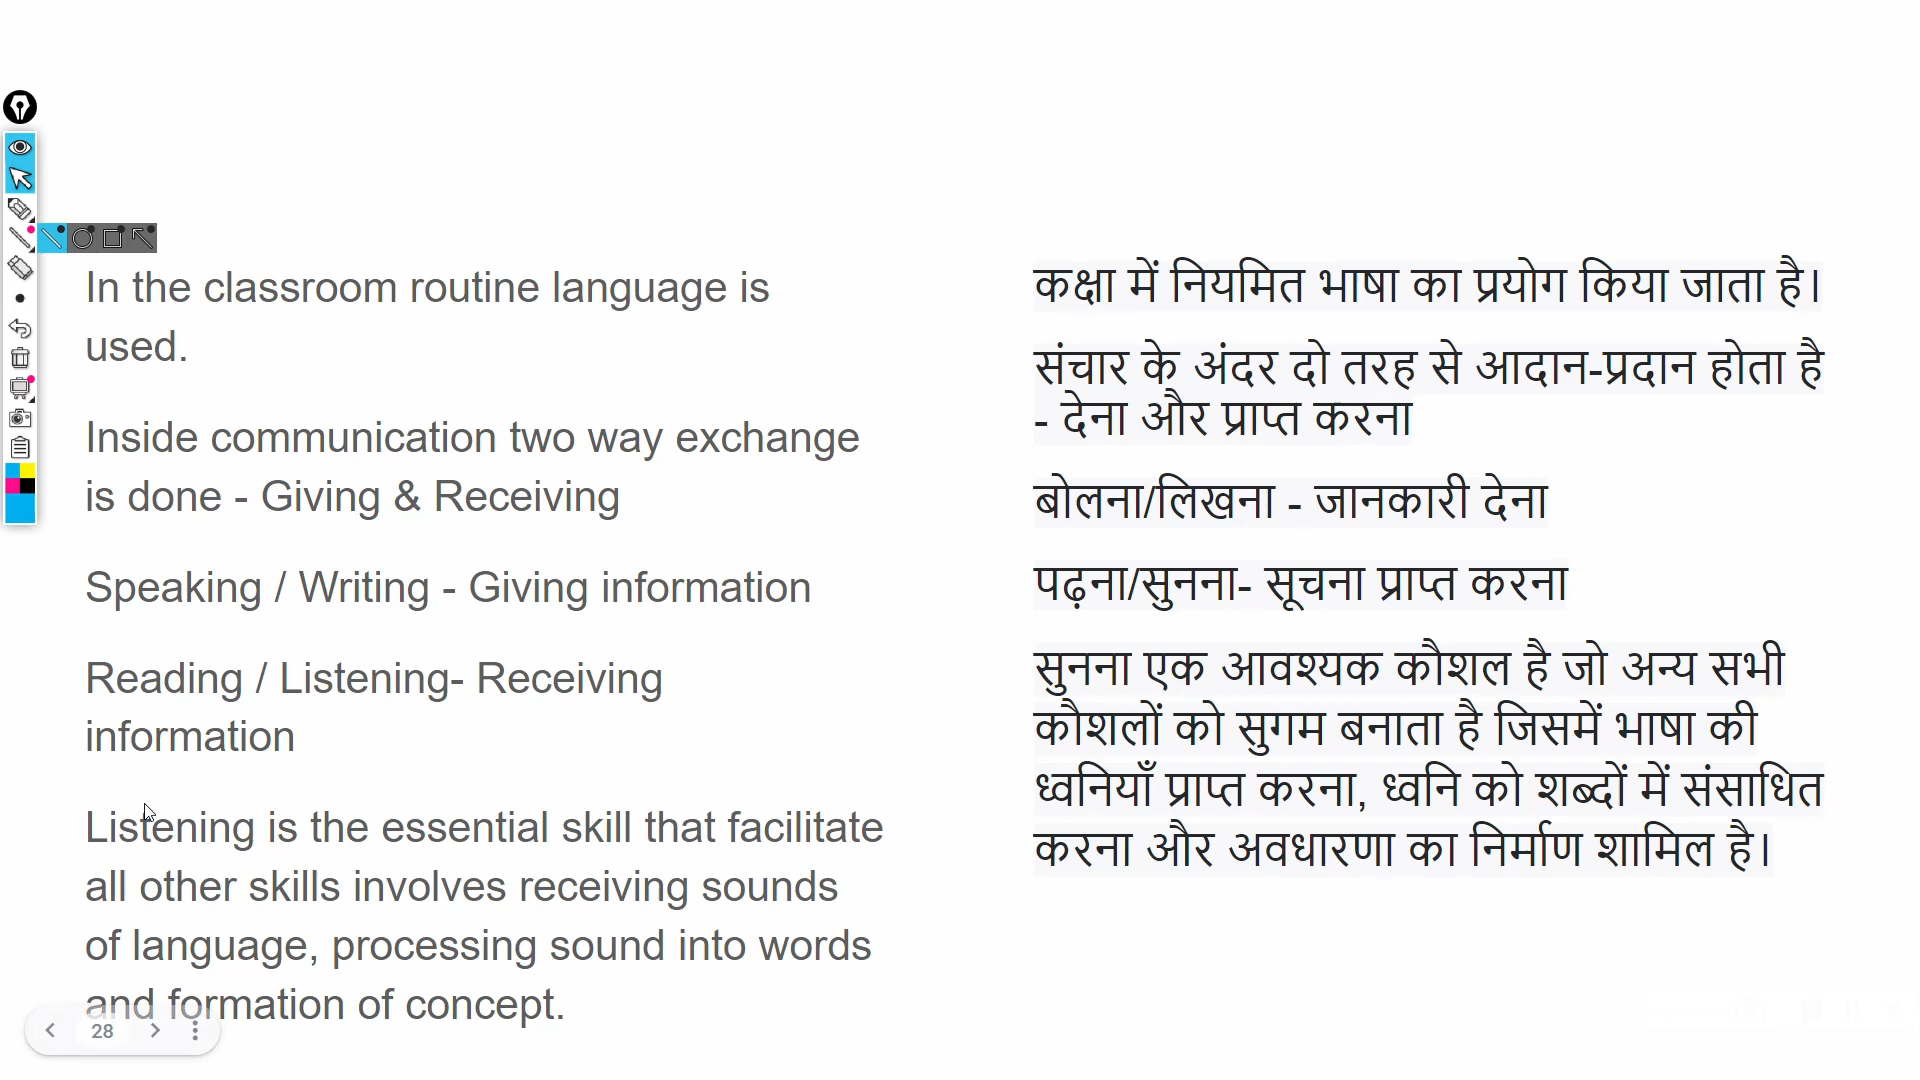 In the classroom routine language is
used.
Inside communication two way exchange
is done - Giving & Receiving
Speaking / Writing - Giving information
Reading / Listening- Receiving
information
Listening is the essential skill that facilitate
all other skills involves receiving sounds
of language, processing sound into words
and formation of concept.
28
कक्षा में नियमित भाषा का प्रयोग किया जाता है।
संचार के अंदर दो तरह से आदान-प्रदान होता है
- देना और प्राप्त करना
बोलना/लिखना - जानकारी देना
पढ़ना/सुनना- सूचना प्राप्त करना
सुनना एक आवश्यक कौशल है जो अन्य सभी
कौशलों को सुगम बनाता है जिसमें भाषा की
ध्वनियाँ प्राप्त करना, ध्वनि को शब्दों में संसाधित
करना और अवधारणा का निर्माण शामिल है।